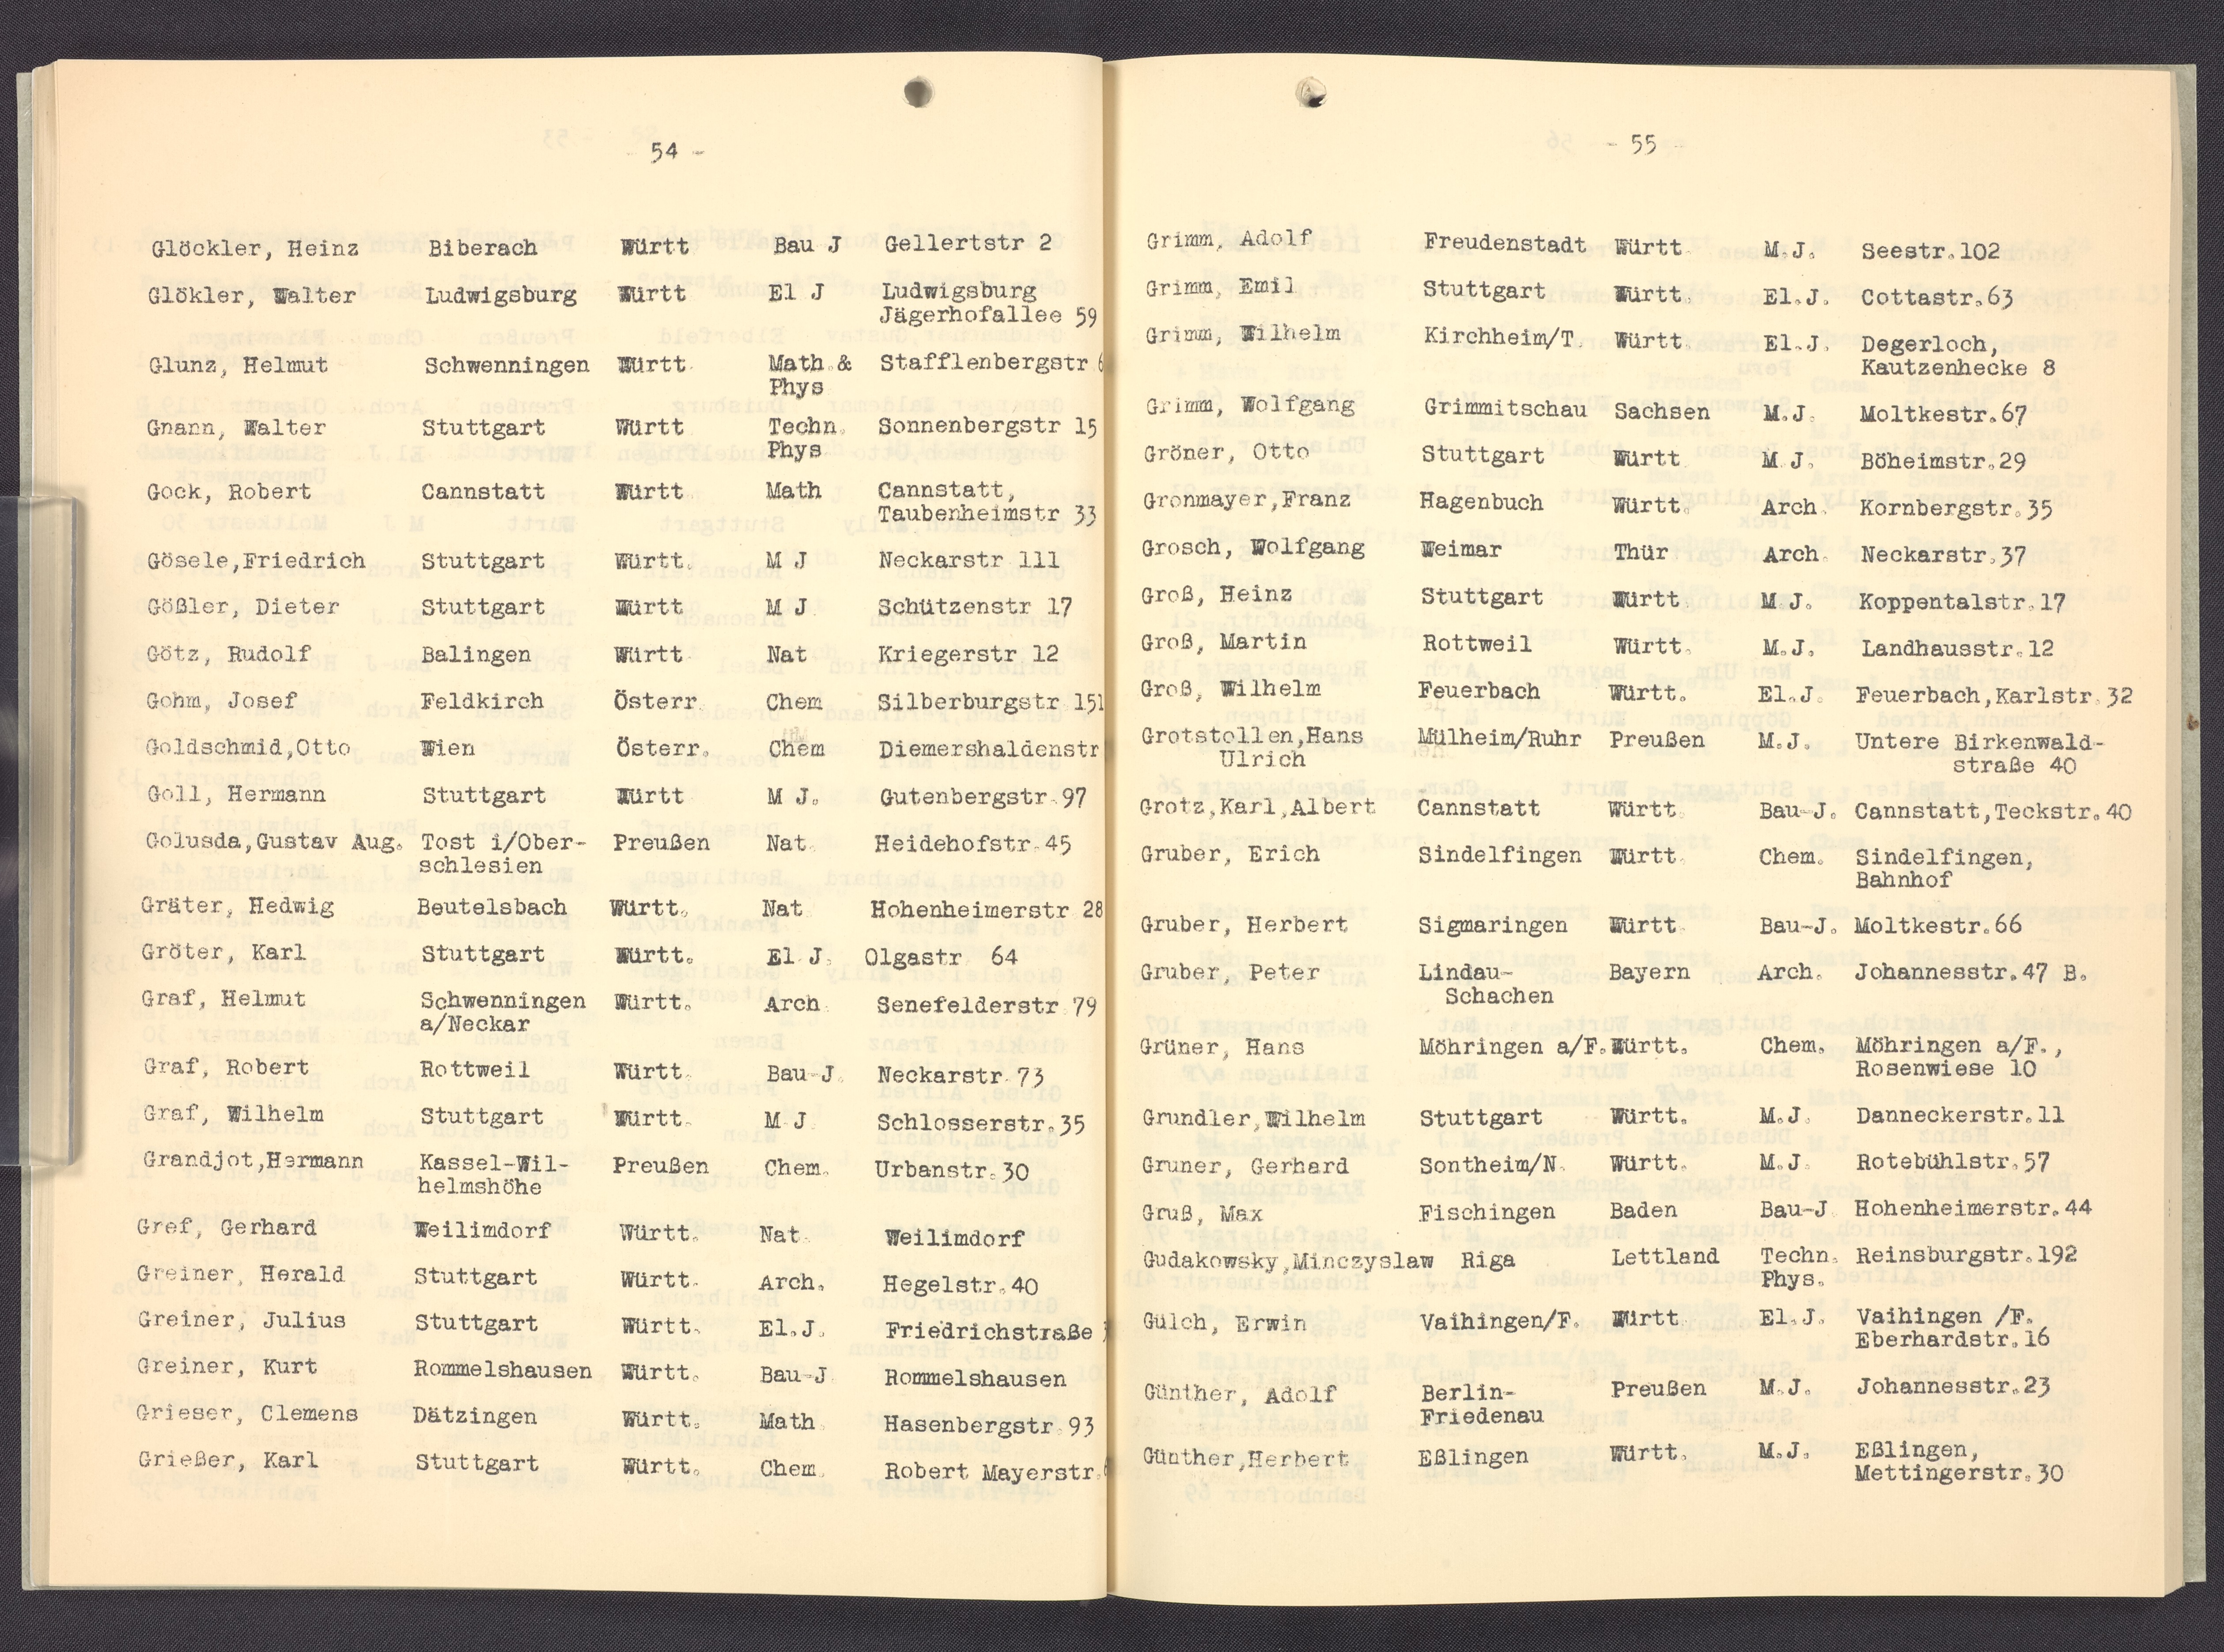 54 -
Glöckler, Heinz Biberach Württ Bau J Gellertstr 2
Glökler, Walter Ludwigsburg Württ El J Ludwigsburg
Jägerhofallee 59
Glunz, Helmut Schwenningen Württ. Math.& Stafflenbergstr
Phys
Gnann, Walter Stuttgart Württ Techn. Sonnenbergstr 15
Phys
Gock, Robert Cannstatt Württ Math Cannstatt,
Taubenheimstr 33
Gösele,Friedrich Stuttgart Württ. M J Neckarstr 111
Gößler, Dieter Stuttgart Württ M J Schützenstr 17
Götz, Rudolf Balingen Württ Nat Kriegerstr 12
Gohm, Josef Feldkirch Österr Chem Silberburgstr 151
Goldschmid,Otto Wien Österr. Chem Diemershaldenstr
Goll, Hermann Stuttgart Württ M J. Gutenbergstr.97
Golusda,Gustav Aug. Tost i/Ober- Preußen Nat. Heidehofstr.45
schlesien
Gräter, Hedwig Beutelsbach Württ. Nat Hohenheimerstr 28
Gröter, Karl Stuttgart Württ. El J. Olgastr 64
Graf, Helmut Schwenningen Württ. Arch Senefelderstr 79
a/Neckar
Graf, Robert Rottweil Württ. Bau-J. Neckarstr.73
Graf, Wilhelm Stuttgart Württ. M J Schlosserstr.35
Grandjot,Hermann Kassel-Wil- Preußen Chem. Urbanstr.30
helmshöhe
Gref, Gerhard Weilimdorf Württ. Nat. Weilimdorf
Greiner, Herald Stuttgart Württ. Arch. Hegelstr.40
Greiner, Julius Stuttgart Württ. El.J. Friedrichstraße
Greiner, Kurt Rommelshausen Württ. Bau-J Rommelshausen
Grieser, Clemens Dätzingen Württ. Math. Hasenbergstr.93
Grießer, Karl Stuttgart Württ. Chem. Robert Mayerstr.
- 55 -
Grimm, Adolf Freudenstadt Württ. M.J. Seestr.102
Grimm, Emil Stuttgart Württ. El.J. Cottastr.63
Grimm, Wilhelm Kirchheim/T. Württ. El.J. Degerloch,
Kautzenhecke 8
Grimm, Wolfgang Grimmitschau Sachsen M.J. Moltkestr.67
Gröner, Otto Stuttgart Württ M.J. Böheimstr.29
Gronmayer,Franz Hagenbuch Württ. Arch. Kornbergstr.35
Grosch, Wolfgang Weimar Thür Arch. Neckarstr.37
Groß, Heinz Stuttgart Württ. M.J. Koppentalstr.17
Groß, Martin Rottweil Württ. M.J. Landhausstr.12
Groß, Wilhelm Feuerbach Württ. El.J. Feuerbach,Karlstr.32
Grotstollen,Hans Mülheim/Ruhr Preußen M.J. Untere Birkenwald-
Ulrich straße 40
Grotz,Karl,Albert Cannstatt Württ. Bau-J. Cannstatt,Teckstr.40
Gruber, Erich Sindelfingen Württ. Chem. Sindelfingen,
Bahnhof
Gruber, Herbert Sigmaringen Württ. Bau-J. Moltkestr.66
Gruber, Peter Lindau- Bayern Arch. Johannesstr.47 B.
Schachen
Grüner, Hans Möhringen a/F.Württ. Chem. Möhringen a/F.,
Rosenwiese 10
Grundler,Wilhelm Stuttgart Württ. M.J. Danneckerstr.11
Gruner, Gerhard Sontheim/N. Württ. M.J. Rotebühlstr.57
Gruß, Max Fischingen Baden Bau-J Hohenheimerstr.44
Gudakowsky,Minczyslaw Riga Lettland Techn. Reinsburgstr.192
Phys.
Gülch, Erwin Vaihingen/F. Württ El.J. Vaihingen /F.
Eberhardstr.16
Günther, Adolf Berlin- Preußen M.J. Johannesstr.23
Friedenau
Günther,Herbert Eßlingen Württ. M.J. Eßlingen,
Mettingerstr.30